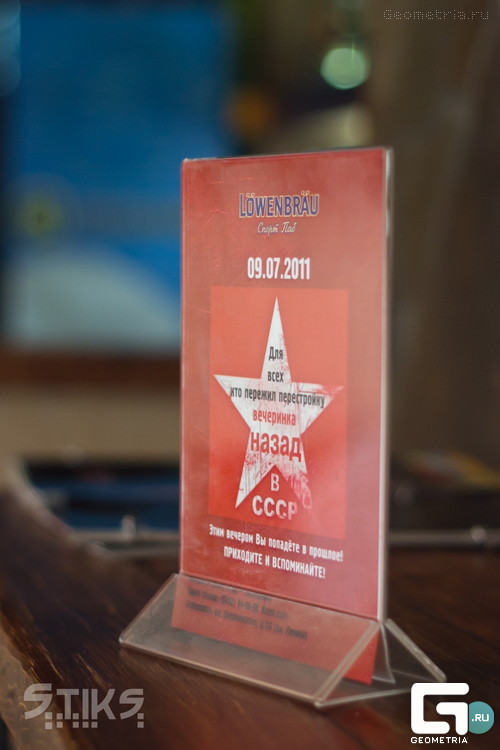 Geometria.ru
LÖWENBRÄU
Спорт Паб
09.07.2011
Для
всех
кто пережил перестройку
вечеринка
назад
в
СССР
Этим вечером Вы попадёте в прошлое!
ПРИХОДИТЕ И ВСПОМИНАЙТЕ!
STIKS
G .RU
GEOMETRIA